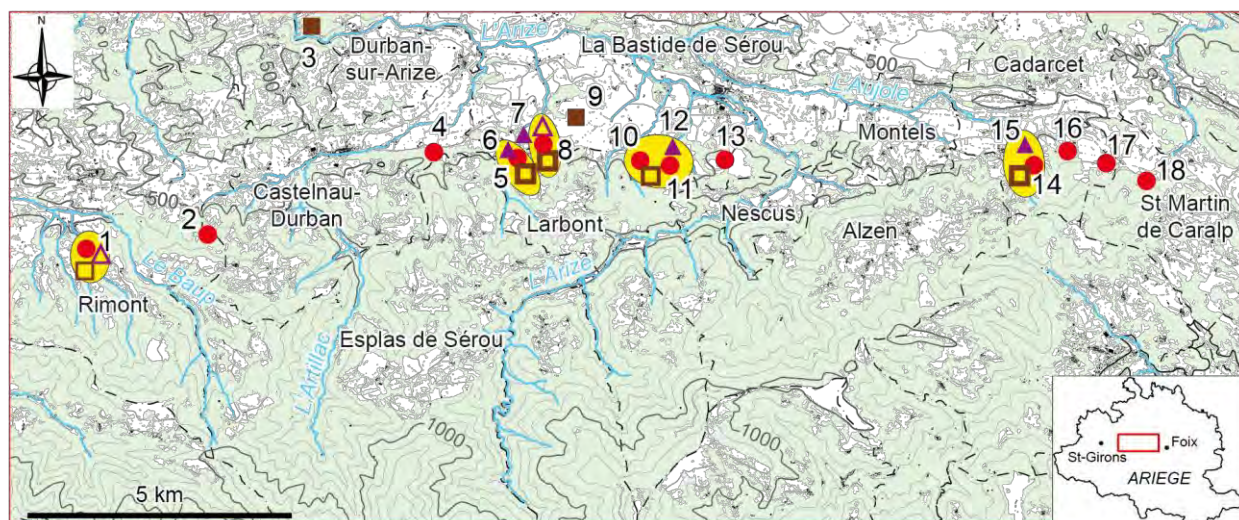 N
3
Durban-
sur-Arize
L'Arize
La Bastide de Sérou
500
Cadarcet
500
L'Aujole
9
7
4
6
8
5
10
12
13
11
Montels
15
16
17
14
18
St Martin
de Caralp
Castelnau-
Durban
500
2
Larbont
Nescus
Alzen
1
Le Baup
L'Arize
Rimont
L'Artillac
Esplas de Sérou
1000
1000
5 km
St-Girons
Foix
ARIEGE